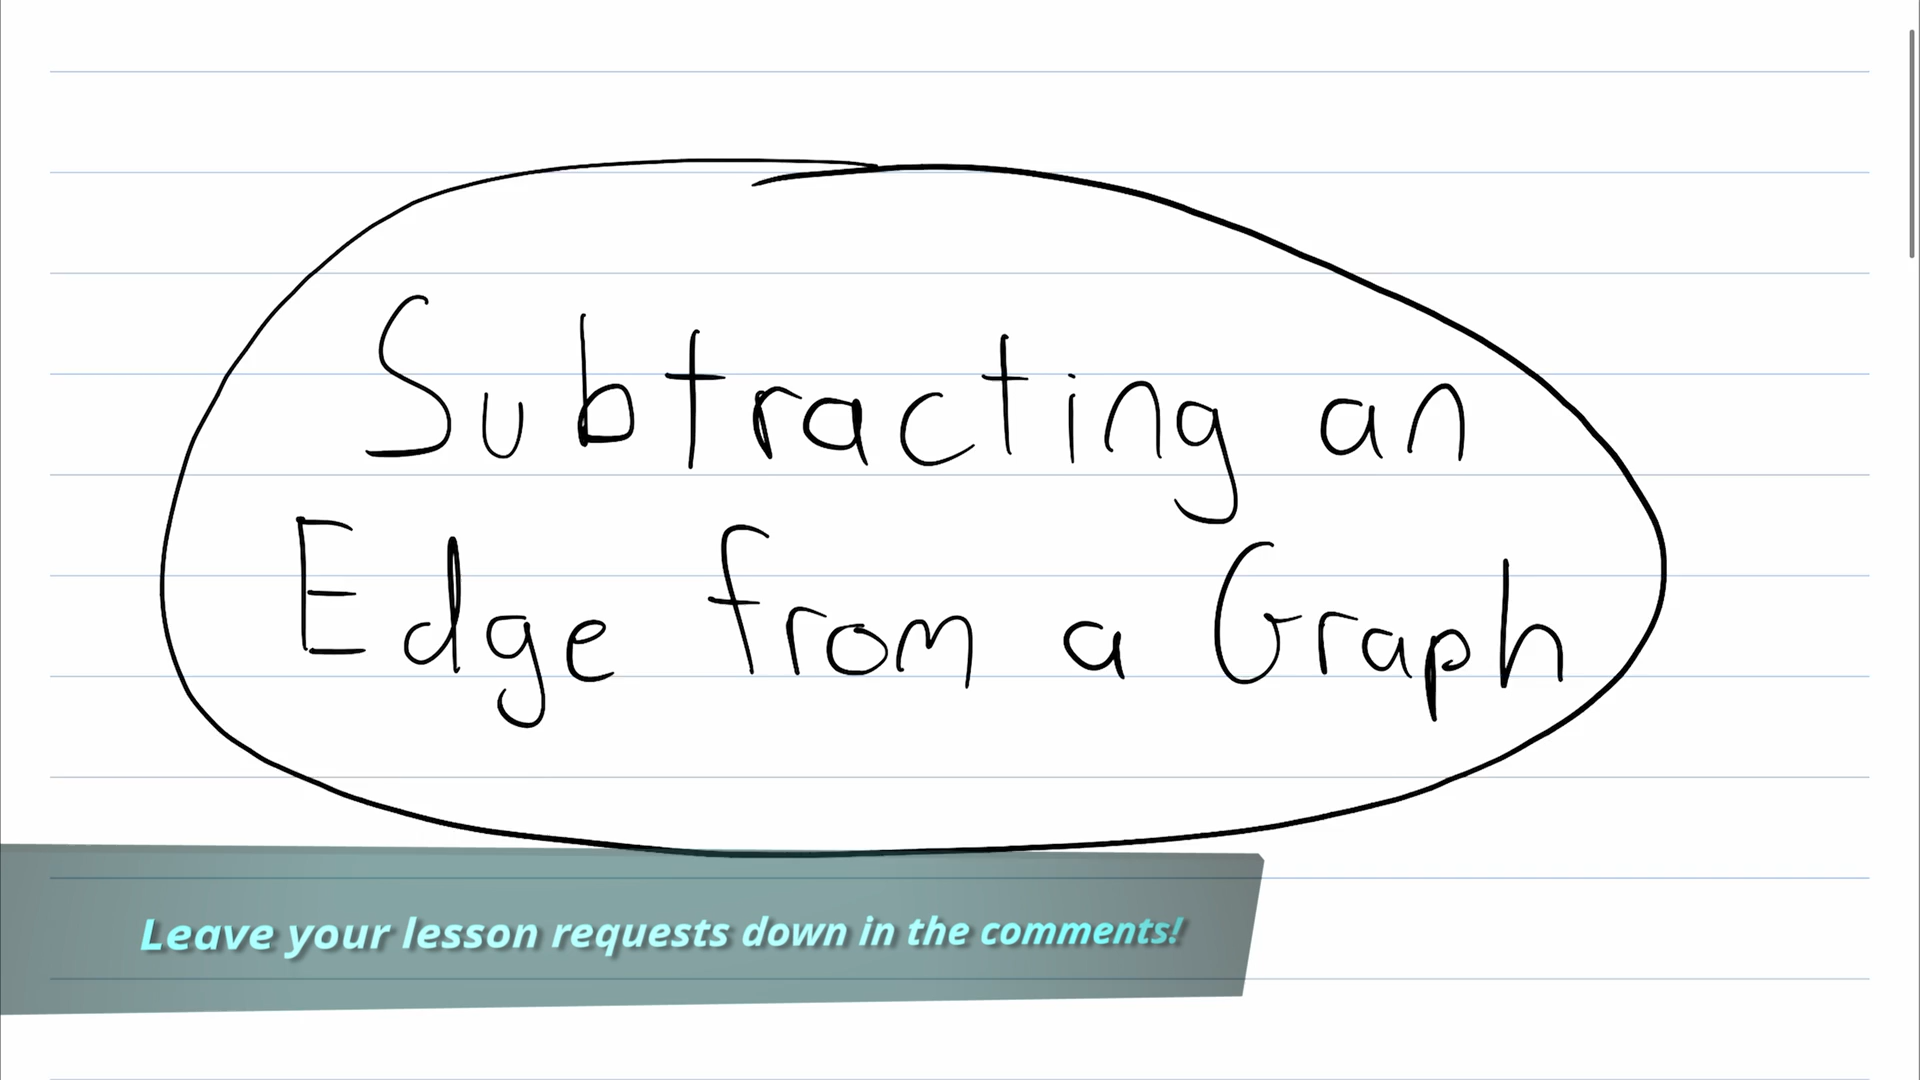 Subtracting an
Edge from a Graph
Leave your lesson requests down in the comments!